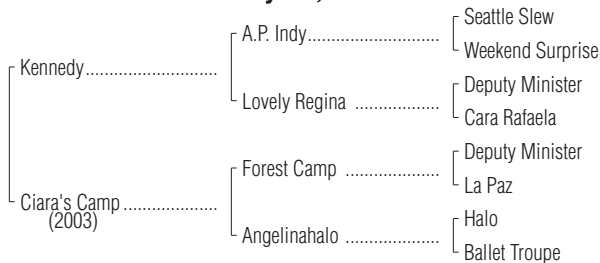 Seattle Slew
A.P. Indy
Weekend Surprise
Kennedy
Deputy Minister
Lovely Regina
Cara Rafaela
Deputy Minister
Forest Camp
La Paz
Ciara's Camp
(2003)
Halo
Angelinahalo
Ballet Troupe